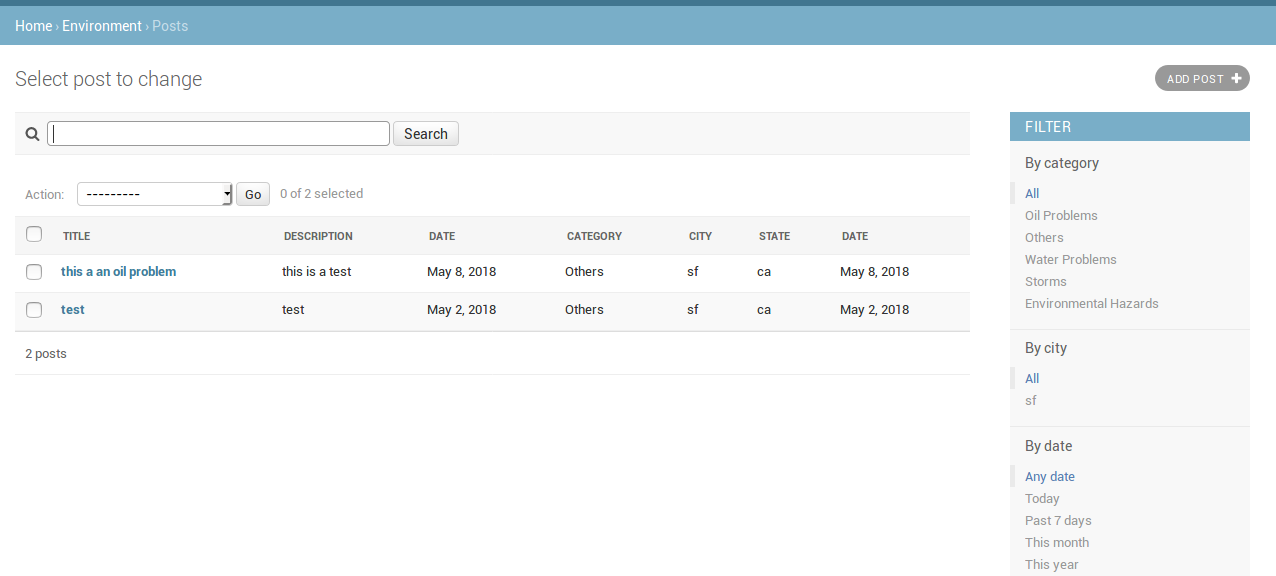 Home › Environment › Posts
Select post to change
ADD POST
Search
Action: --------- Go 0 of 2 selected
TITLE DESCRIPTION DATE CATEGORY CITY STATE DATE
this a an oil problem this is a test May 8, 2018 Others sf ca May 8, 2018
test test May 2, 2018 Others sf ca May 2, 2018
2 posts
FILTER
By category
All
Oil Problems
Others
Water Problems
Storms
Environmental Hazards
By city
All
sf
By date
Any date
Today
Past 7 days
This month
This year